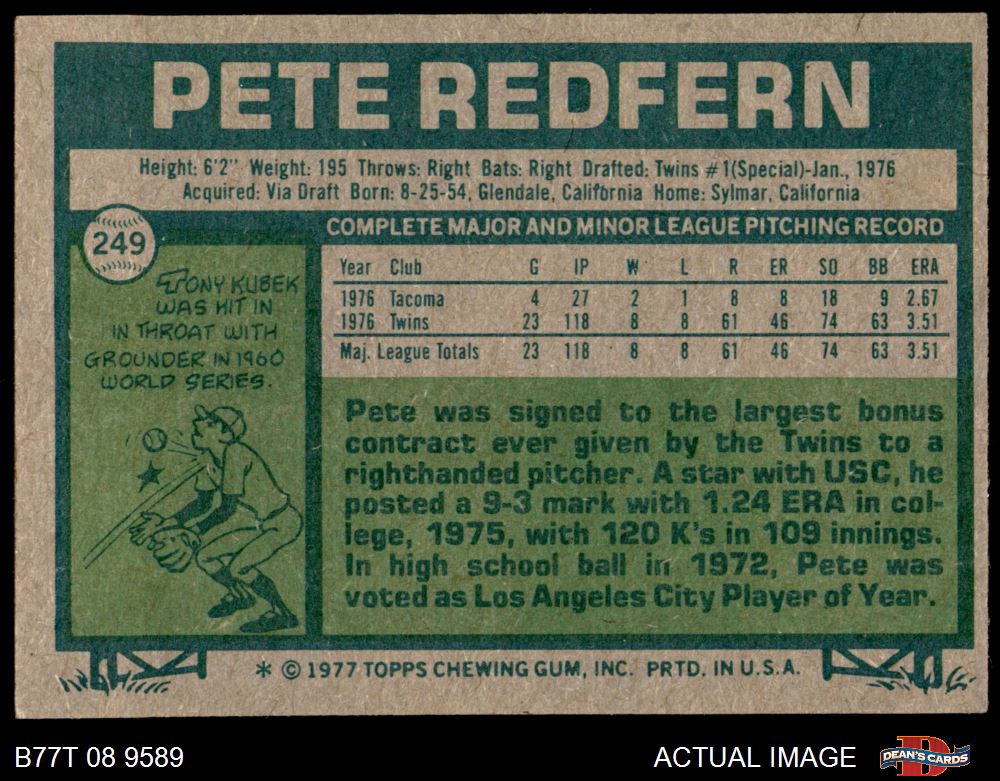 PETE REDFERN
Height: 6'2" Weight: 195 Throws: Right Bats: Right Drafted: Twins #1(Special)-Jan., 1976
Acquired: Via Draft Born: 8-25-54, Glendale, California Home: Sylmar, California
249
TONY KUBEK
WAS HIT IN
IN THROAT WITH
GROUNDER IN 1960
WORLD SERIES.
COMPLETE MAJOR AND MINOR LEAGUE PITCHING RECORD
Year Club G IP W L R ER SO BB ERA
1976 Tacoma 4 27 2 1 8 8 18 9 2.67
1976 Twins 23 118 8 8 61 46 74 63 3.51
Maj. League Totals 23 118 8 8 61 46 74 63 3.51
Pete was signed to the largest bonus
contract ever given by the Twins to a
righthanded pitcher. A star with USC, he
posted a 9-3 mark with 1.24 ERA in col-
lege, 1975, with 120 K's in 109 innings.
In high school ball in 1972, Pete was
voted as Los Angeles City Player of Year.
* © 1977 TOPPS CHEWING GUM, INC. PRTD. IN U.S.A.
B77T 08 9589
ACTUAL IMAGE
DEAN'S CARDS